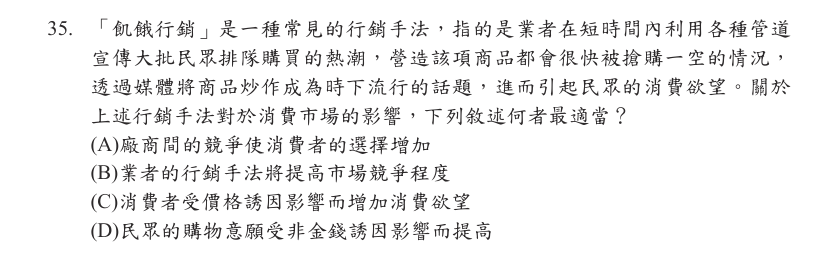 35. 「飢餓行銷」是一種常見的行銷手法，指的是業者在短時間內利用各種管道
宣傳大批民眾排隊購買的熱潮，營造該項商品都會很快被搶購一空的情況，
透過媒體將商品炒作成為時下流行的話題，進而引起民眾的消費欲望。關於
上述行銷手法對於消費市場的影響，下列敘述何者最適當？
(A)廠商間的競爭使消費者的選擇增加
(B)業者的行銷手法將提高市場競爭程度
(C)消費者受價格誘因影響而增加消費欲望
(D)民眾的購物意願受非金錢誘因影響而提高